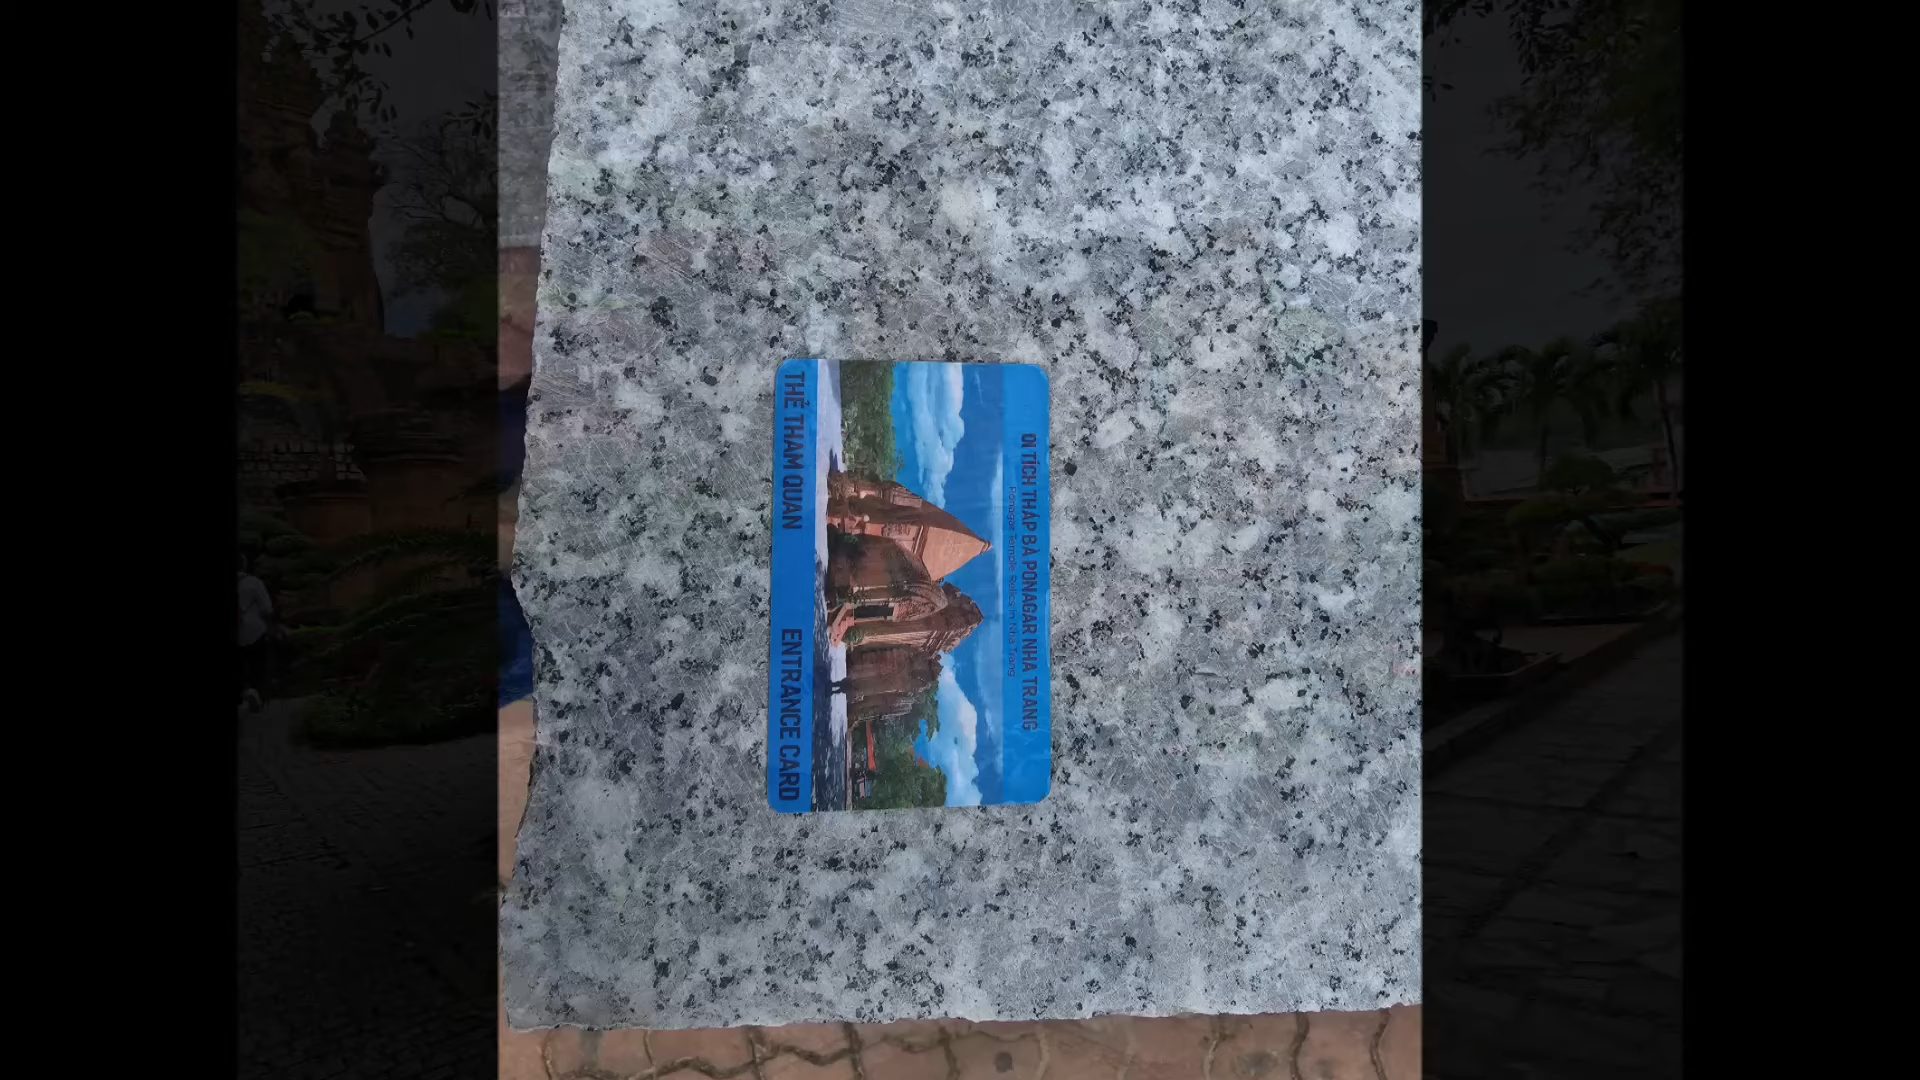 DI TÍCH THÁP BÀ PONAGAR NHA TRANG
Ponagar Temple Relics in Nha Trang
THẺ THAM QUAN
ENTRANCE CARD